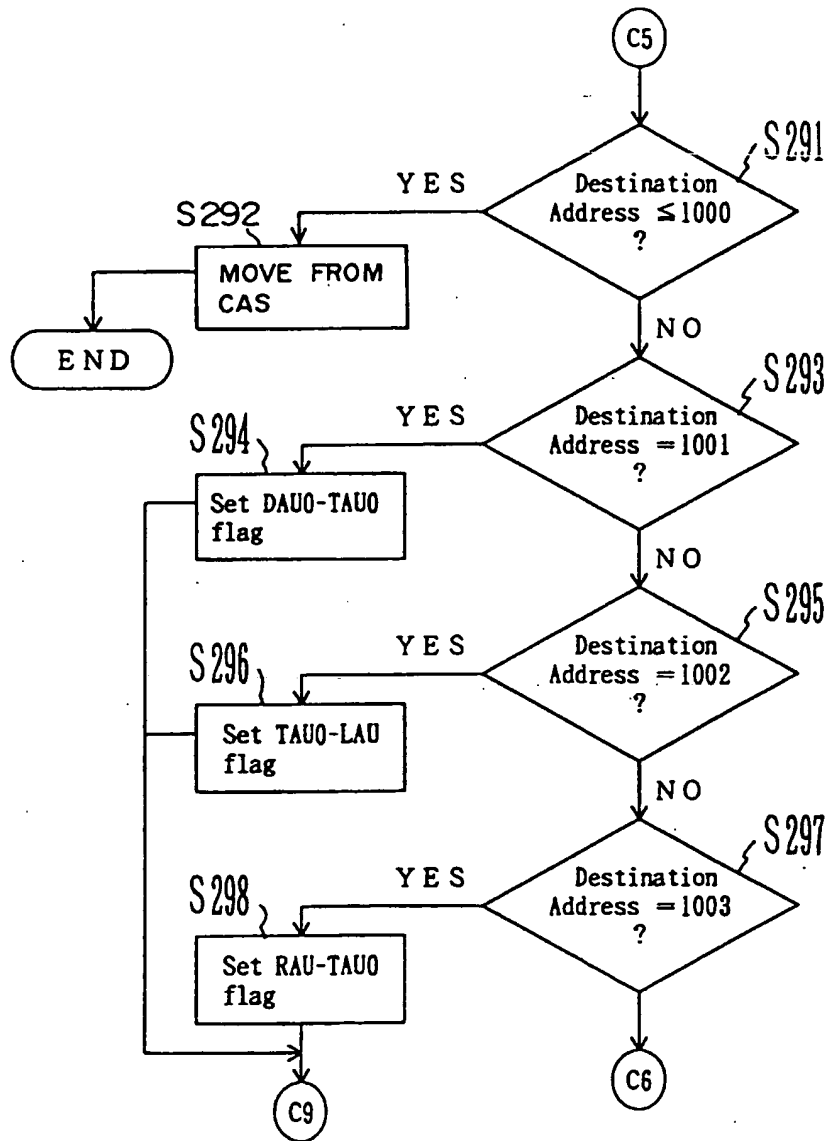 C5
S291
Destination
Address ≦1000
?
YES
S292
MOVE FROM
CAS
END
NO
S293
Destination
Address =1001
?
YES
S294
Set DAU0-TAU0
flag
NO
S295
Destination
Address =1002
?
YES
S296
Set TAU0-LAU
flag
NO
S297
Destination
Address =1003
?
YES
S298
Set RAU-TAU0
flag
C9
C6